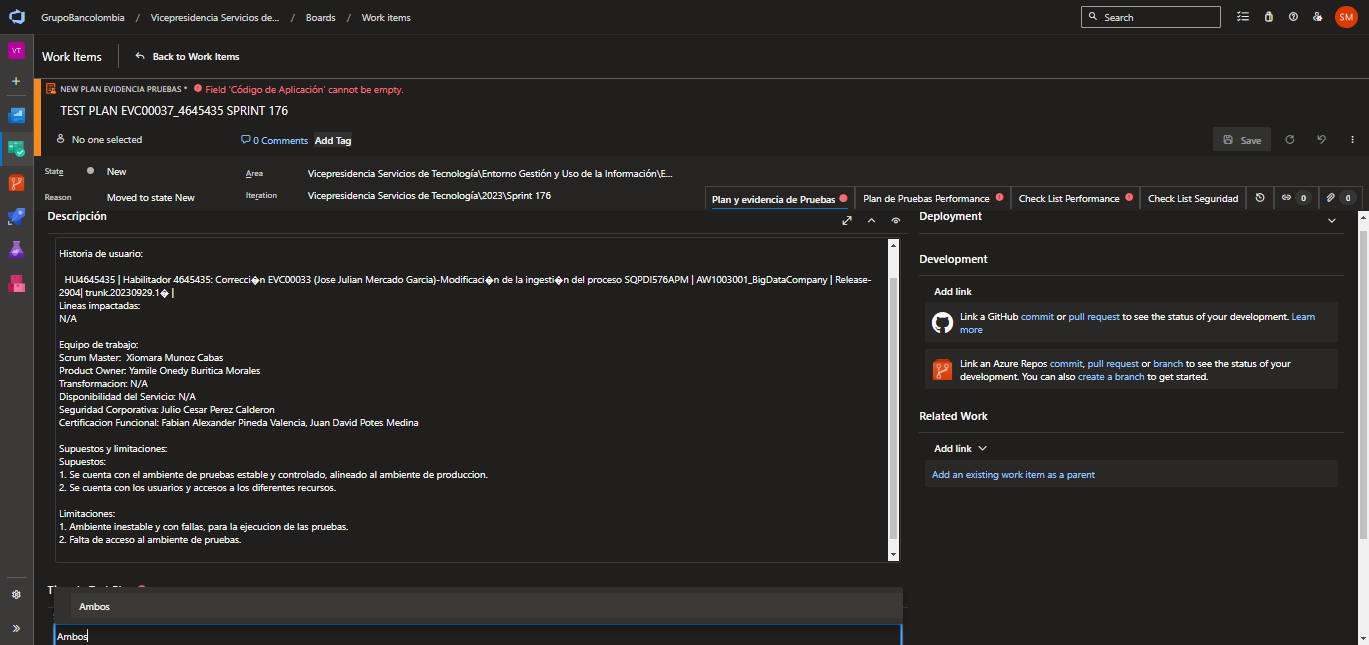 GrupoBancolombia / Vicepresidencia Servicios de... / Boards / Work items
Search
SM
VT
Work Items
Back to Work Items
NEW PLAN EVIDENCIA PRUEBAS * Field 'Código de Aplicación' cannot be empty.
TEST PLAN EVC00037_4645435 SPRINT 176
No one selected
0 Comments
Add Tag
Save
State
New
Area
Vicepresidencia Servicios de Tecnología\Entorno Gestión y Uso de la Información\E...
Reason
Moved to state New
Iteration
Vicepresidencia Servicios de Tecnología\2023\Sprint 176
Plan y evidencia de Pruebas
Plan de Pruebas Performance
Check List Performance
Check List Seguridad
0
0
Descripción
Historia de usuario:
HU4645435 | Habilitador 4645435: Correcci�n EVC00033 (Jose Julian Mercado Garcia)-Modificaci�n de la ingesti�n del proceso SQPDI576APM | AW1003001_BigDataCompany | Release-
2904| trunk.20230929.1� |
Lineas impactadas:
N/A
Equipo de trabajo:
Scrum Master: Xiomara Munoz Cabas
Product Owner: Yamile Onedy Buritica Morales
Transformacion: N/A
Disponibilidad del Servicio: N/A
Seguridad Corporativa: Julio Cesar Perez Calderon
Certificacion Funcional: Fabian Alexander Pineda Valencia, Juan David Potes Medina
Supuestos y limitaciones:
Supuestos:
1. Se cuenta con el ambiente de pruebas estable y controlado, alineado al ambiente de produccion.
2. Se cuenta con los usuarios y accesos a los diferentes recursos.
Limitaciones:
1. Ambiente inestable y con fallas, para la ejecucion de las pruebas.
2. Falta de acceso al ambiente de pruebas.
Ambos
Ambos
Deployment
Development
Add link
Link a GitHub commit or pull request to see the status of your development. Learn
more
Link an Azure Repos commit, pull request or branch to see the status of your
development. You can also create a branch to get started.
Related Work
Add link
Add an existing work item as a parent